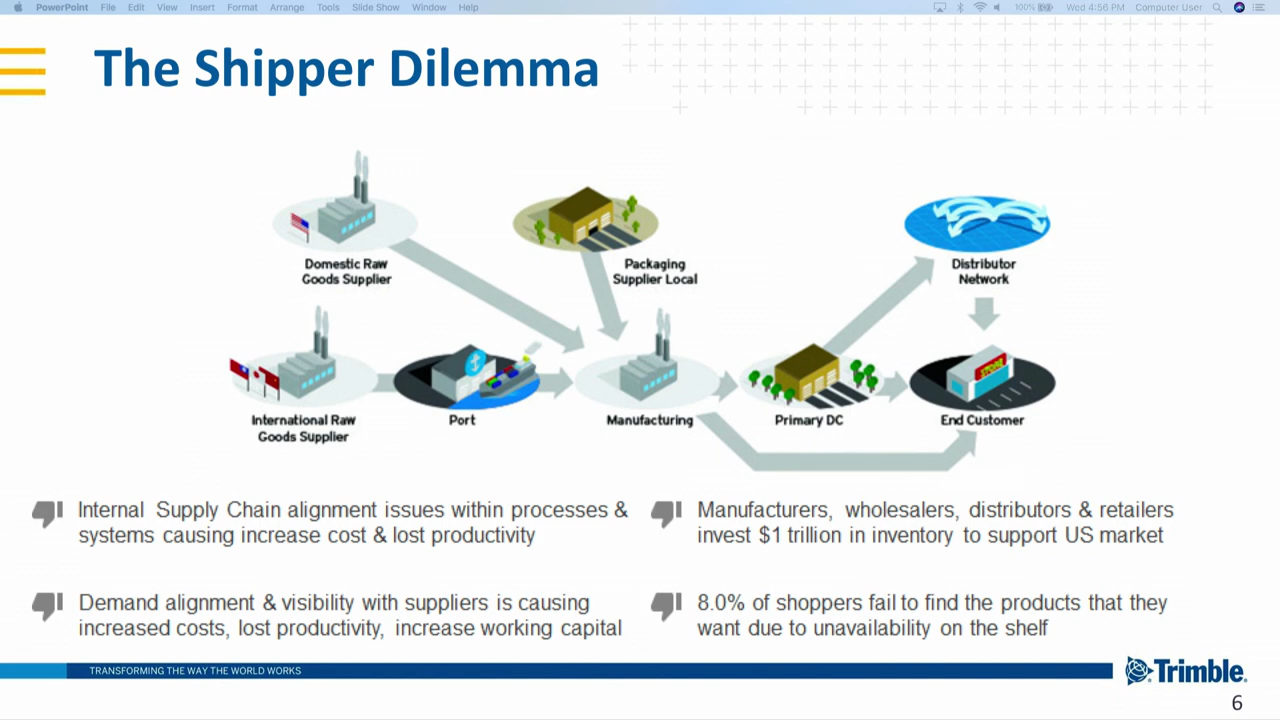 PowerPoint File Edit View Insert Format Arrange Tools Slide Show Window Help
100% Wed 4:56 PM Computer User
The Shipper Dilemma
Domestic Raw
Goods Supplier
Packaging
Supplier Local
Distributor
Network
International Raw
Goods Supplier
Port
Manufacturing
Primary DC
End Customer
Internal Supply Chain alignment issues within processes &
systems causing increase cost & lost productivity
Manufacturers, wholesalers, distributors & retailers
invest $1 trillion in inventory to support US market
Demand alignment & visibility with suppliers is causing
increased costs, lost productivity, increase working capital
8.0% of shoppers fail to find the products that they
want due to unavailability on the shelf
TRANSFORMING THE WAY THE WORLD WORKS
Trimble
6